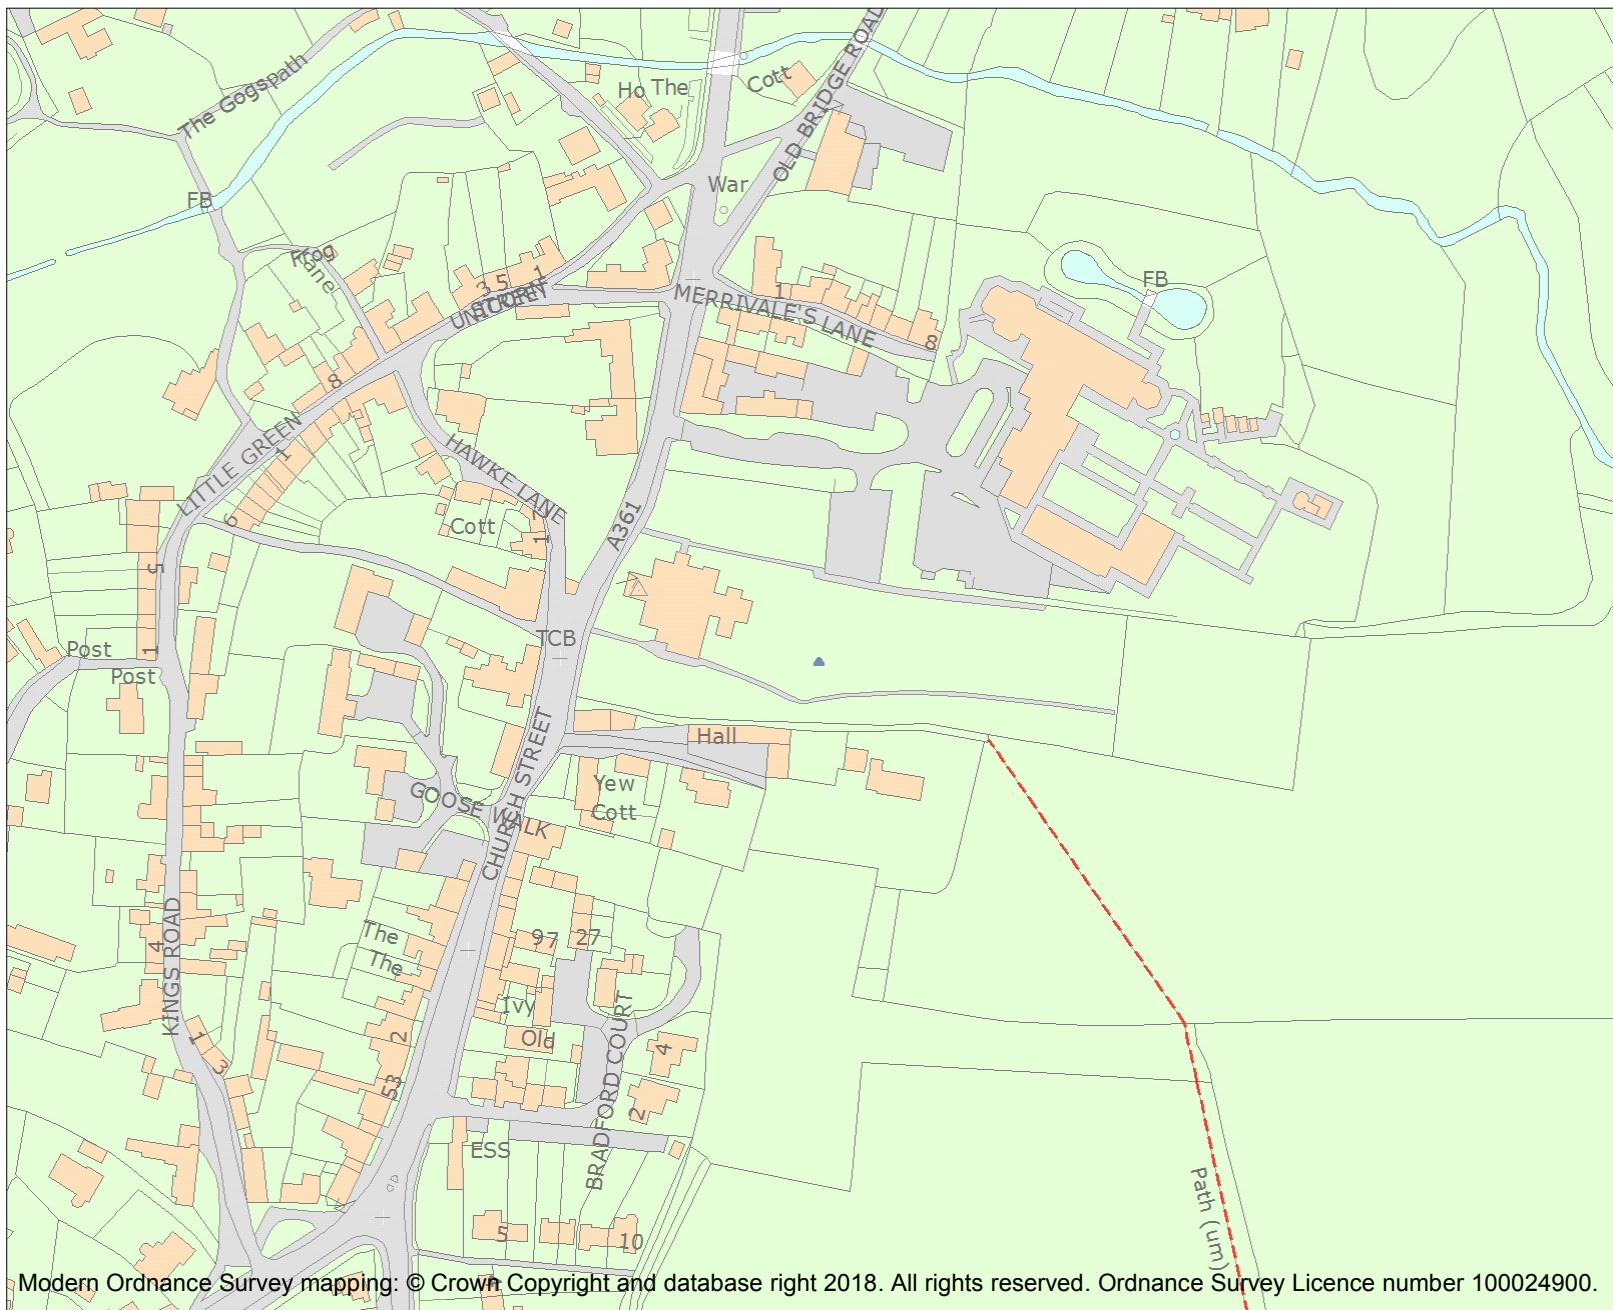 The Gogspath
Ho The
Cott
OLD BRIDGE ROAD
War
FB
Frog
Lane
3 5
1
UNICORN
STREET
MERRIVALE'S LANE
1
8
FB
8
LITTLE GREEN
1
6
HAWKE LANE
Cott
1
A361
5
1
TCB
Post
Post
Hall
CHURCH STREET
GOOSE WALK
Yew
Cott
The
The
97
27
4
KINGS ROAD
Ivy
Old
BRADFORD COURT
4
2
2
53
1
3
ESS
5
10
Path (um)
Modern Ordnance Survey mapping: © Crown Copyright and database right 2018. All rights reserved. Ordnance Survey Licence number 100024900.